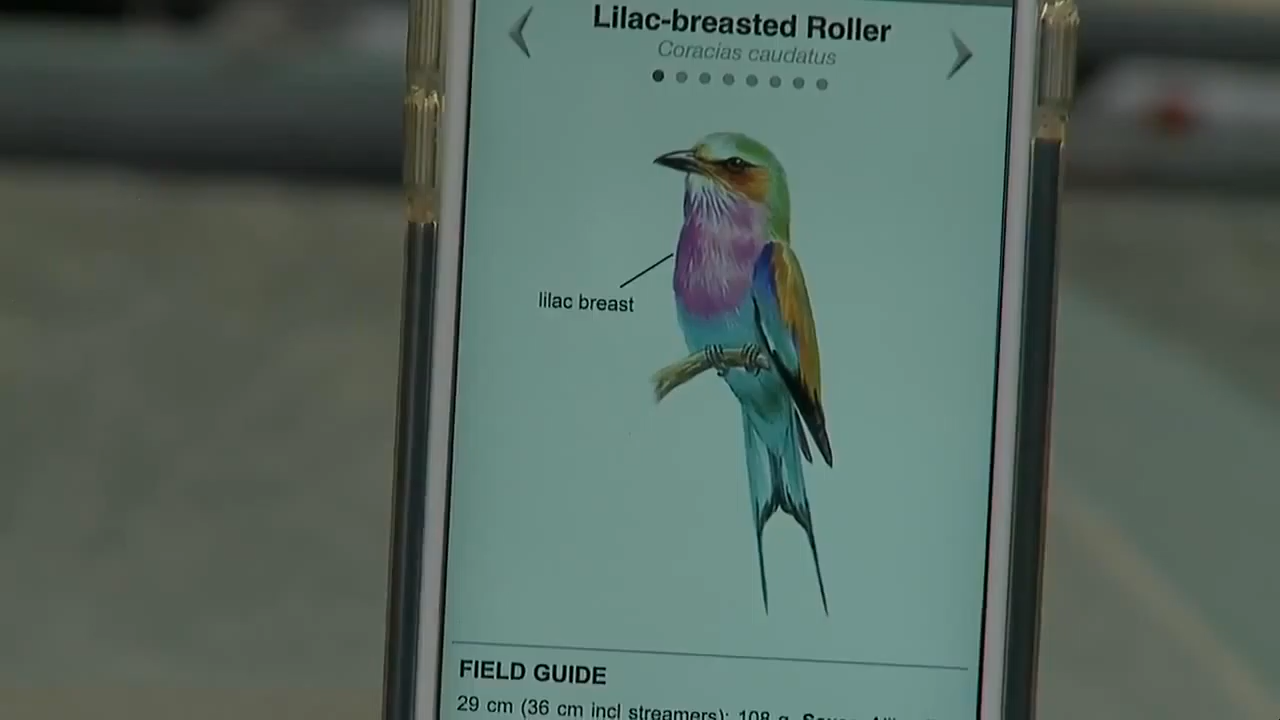 Lilac-breasted Roller
Coracias caudatus
lilac breast
FIELD GUIDE
29 cm (36 cm incl streamers); 108 g.